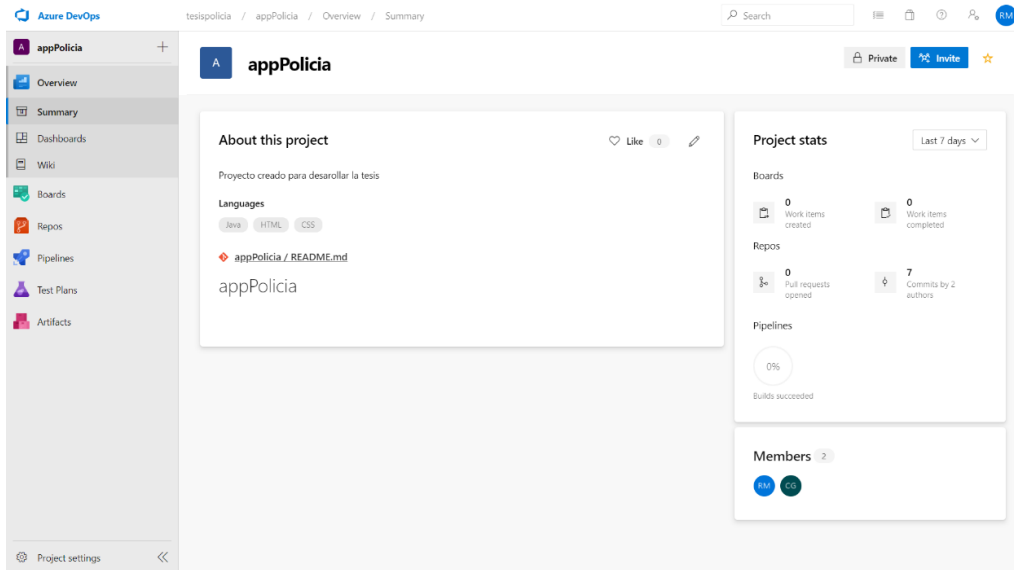 Azure DevOps
tesispolicia / appPolicia / Overview / Summary
Search
RM
A appPolicia
Overview
Summary
Dashboards
Wiki
Boards
Repos
Pipelines
Test Plans
Artifacts
Project settings
A appPolicia
Private
Invite
About this project
Like 0
Proyecto creado para desarollar la tesis
Languages
Java HTML CSS
appPolicia / README.md
appPolicia
Project stats
Last 7 days
Boards
0
Work items
created
0
Work items
completed
Repos
0
Pull requests
opened
7
Commits by 2
authors
Pipelines
0%
Builds succeeded
Members 2
RM CG